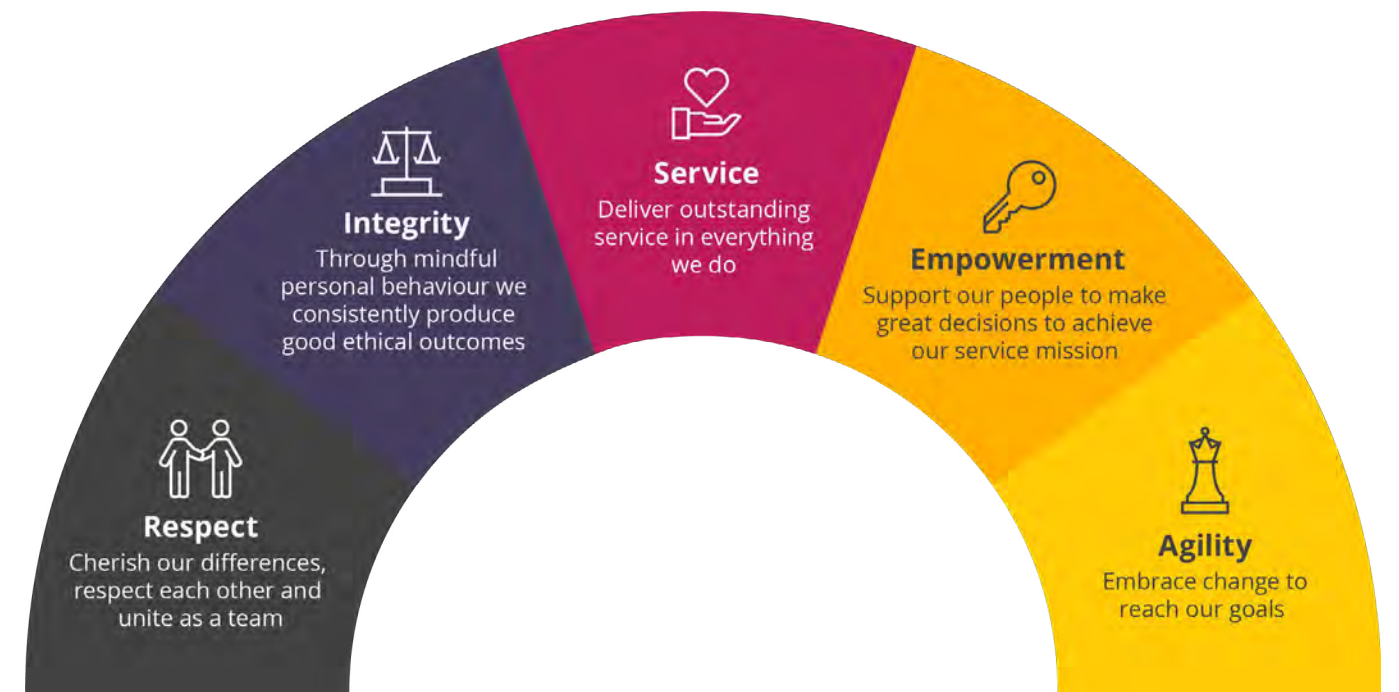 Respect
Cherish our differences,
respect each other and
unite as a team
Integrity
Through mindful
personal behaviour we
consistently produce
good ethical outcomes
Service
Deliver outstanding
service in everything
we do
Empowerment
Support our people to make
great decisions to achieve
our service mission
Agility
Embrace change to
reach our goals